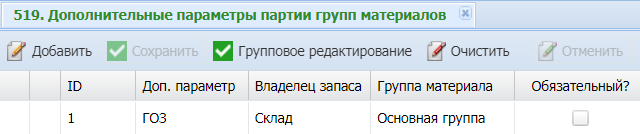 519. Дополнительные параметры партии групп материалов
Добавить Сохранить Групповое редактирование Очистить Отменить
ID Доп. параметр Владелец запаса Группа материала Обязательный?
1 ГОЗ Склад Основная группа